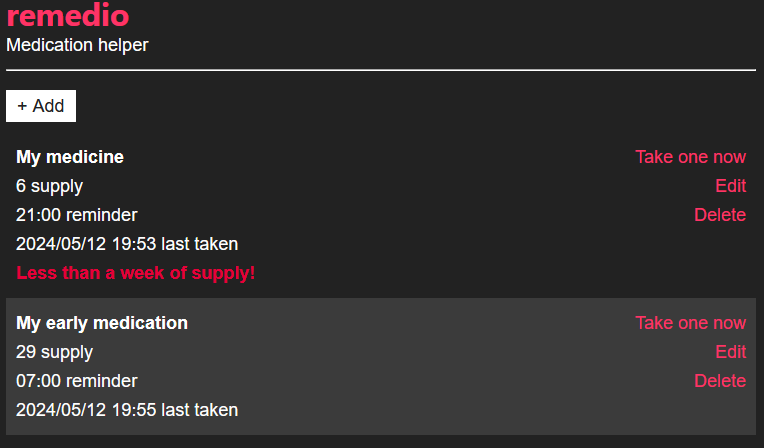 remedio
Medication helper
+ Add
My medicine
Take one now
6 supply
Edit
21:00 reminder
Delete
2024/05/12 19:53 last taken
Less than a week of supply!
My early medication
Take one now
29 supply
Edit
07:00 reminder
Delete
2024/05/12 19:55 last taken